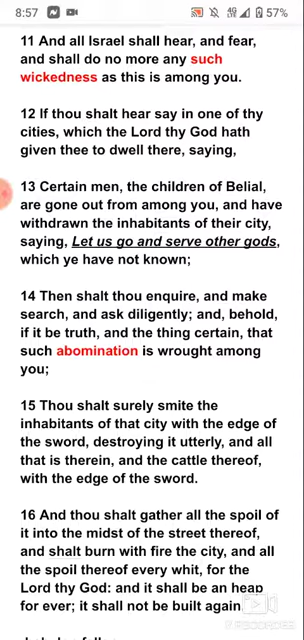 8:57
4G
57%
11 And all Israel shall hear, and fear,
and shall do no more any such
wickedness as this is among you.
12 If thou shalt hear say in one of thy
cities, which the Lord thy God hath
given thee to dwell there, saying,
13 Certain men, the children of Belial,
are gone out from among you, and have
withdrawn the inhabitants of their city,
saying, Let us go and serve other gods,
which ye have not known;
14 Then shalt thou enquire, and make
search, and ask diligently; and, behold,
if it be truth, and the thing certain, that
such abomination is wrought among
you;
15 Thou shalt surely smite the
inhabitants of that city with the edge of
the sword, destroying it utterly, and all
that is therein, and the cattle thereof,
with the edge of the sword.
16 And thou shalt gather all the spoil of
it into the midst of the street thereof,
and shalt burn with fire the city, and all
the spoil thereof every whit, for the
Lord thy God: and it shall be an heap
for ever; it shall not be built again